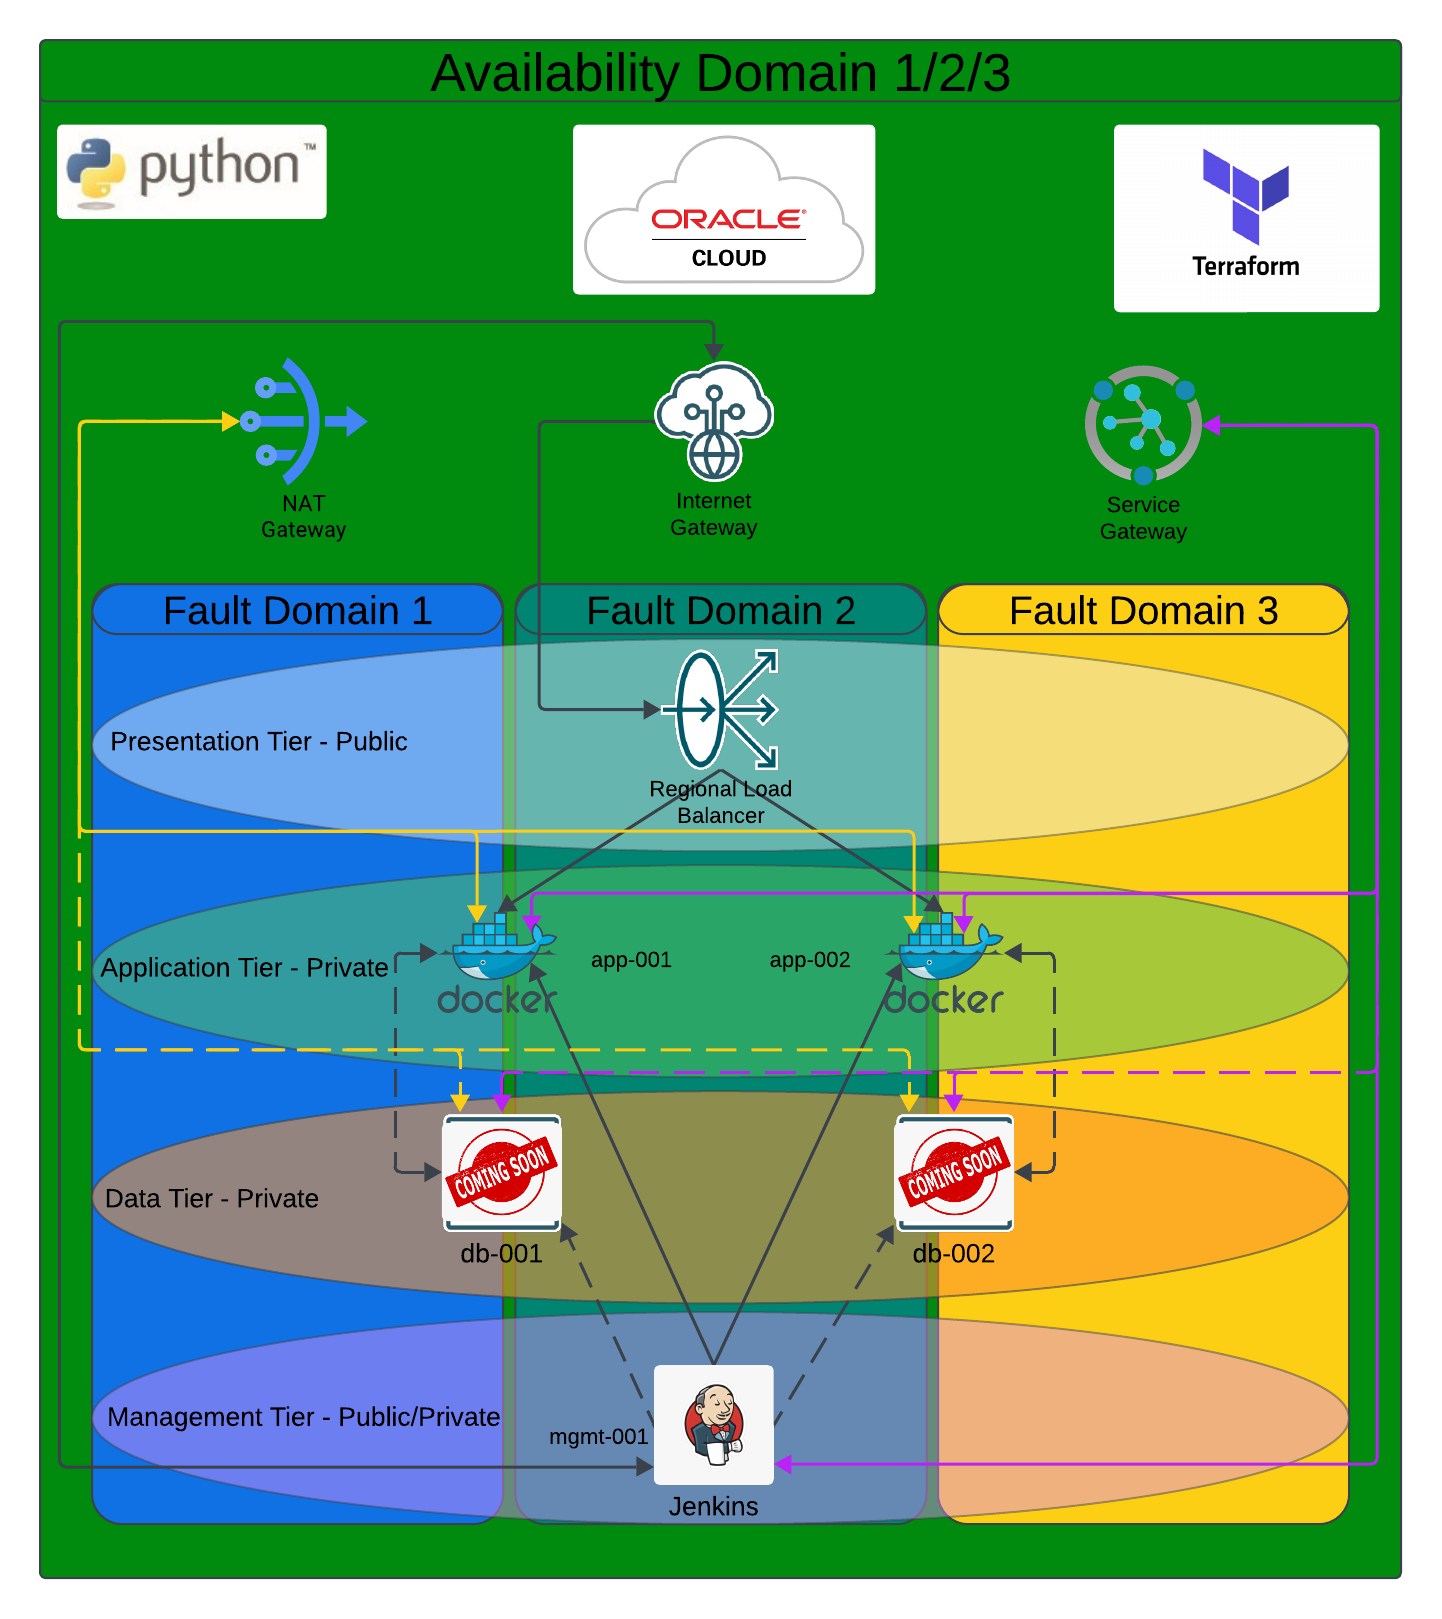 Availability Domain 1/2/3
python™
ORACLE®
CLOUD
Terraform
NAT
Gateway
Internet
Gateway
Service
Gateway
Fault Domain 1
Fault Domain 2
Fault Domain 3
Presentation Tier - Public
Regional Load
Balancer
Application Tier - Private
docker
app-001
app-002
docker
Data Tier - Private
COMING SOON
db-001
COMING SOON
db-002
Management Tier - Public/Private
mgmt-001
Jenkins